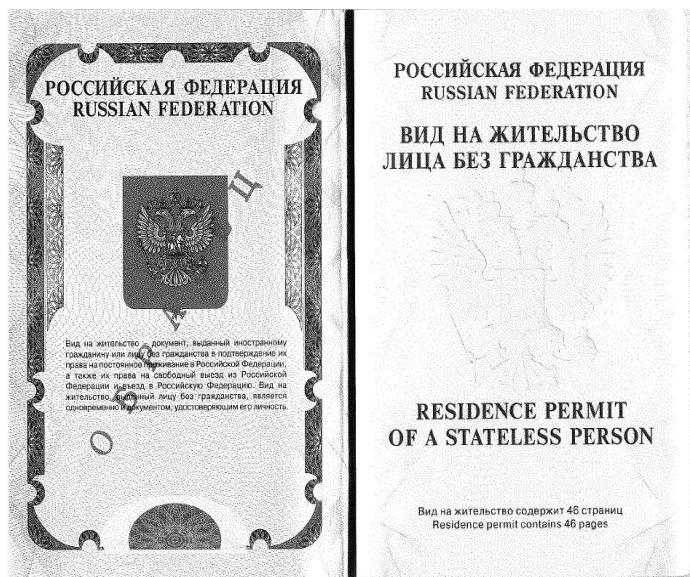 РОССИЙСКАЯ ФЕДЕРАЦИЯ
RUSSIAN FEDERATION
ОБРАЗЕЦ
Вид на жительство – документ, выданный иностранному
гражданину или лицу без гражданства в подтверждение их
права на постоянное проживание в Российской Федерации,
а также их права на свободный выезд из Российской
Федерации и въезд в Российскую Федерацию. Вид на
жительство, выданный лицу без гражданства, является
одновременно и документом, удостоверяющим его личность.
РОССИЙСКАЯ ФЕДЕРАЦИЯ
RUSSIAN FEDERATION
ВИД НА ЖИТЕЛЬСТВО
ЛИЦА БЕЗ ГРАЖДАНСТВА
RESIDENCE PERMIT
OF A STATELESS PERSON
Вид на жительство содержит 46 страниц
Residence permit contains 46 pages